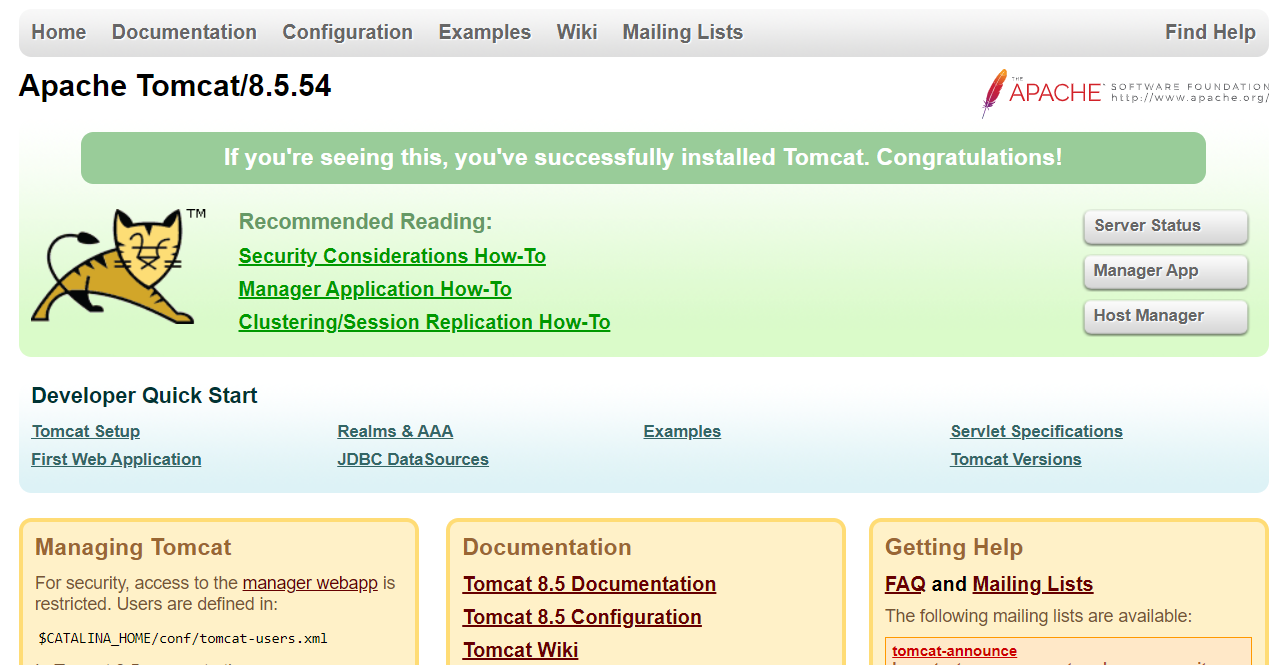 Home Documentation Configuration Examples Wiki Mailing Lists Find Help
Apache Tomcat/8.5.54
THE APACHE SOFTWARE FOUNDATION
http://www.apache.org/
If you're seeing this, you've successfully installed Tomcat. Congratulations!
TM
Recommended Reading:
Security Considerations How-To
Manager Application How-To
Clustering/Session Replication How-To
Server Status
Manager App
Host Manager
Developer Quick Start
Tomcat Setup
First Web Application
Realms & AAA
JDBC DataSources
Examples
Servlet Specifications
Tomcat Versions
Managing Tomcat
For security, access to the manager webapp is
restricted. Users are defined in:
$CATALINA_HOME/conf/tomcat-users.xml
Documentation
Tomcat 8.5 Documentation
Tomcat 8.5 Configuration
Tomcat Wiki
Getting Help
FAQ and Mailing Lists
The following mailing lists are available:
tomcat-announce